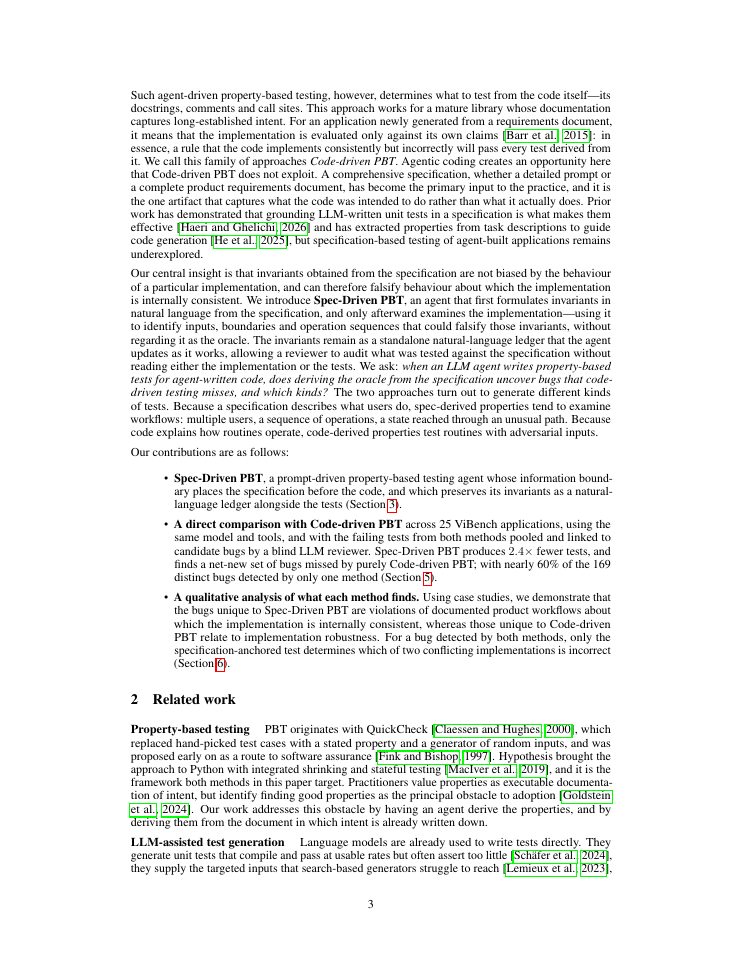 Such agent-driven property-based testing, however, determines what to test from the code itself—its
docstrings, comments and call sites. This approach works for a mature library whose documentation
captures long-established intent. For an application newly generated from a requirements document,
it means that the implementation is evaluated only against its own claims [Barr et al., 2015]: in
essence, a rule that the code implements consistently but incorrectly will pass every test derived from
it. We call this family of approaches Code-driven PBT. Agentic coding creates an opportunity here
that Code-driven PBT does not exploit. A comprehensive specification, whether a detailed prompt or
a complete product requirements document, has become the primary input to the practice, and it is
the one artifact that captures what the code was intended to do rather than what it actually does. Prior
work has demonstrated that grounding LLM-written unit tests in a specification is what makes them
effective [Haeri and Ghelichi, 2026] and has extracted properties from task descriptions to guide
code generation [He et al., 2025], but specification-based testing of agent-built applications remains
underexplored.
Our central insight is that invariants obtained from the specification are not biased by the behaviour
of a particular implementation, and can therefore falsify behaviour about which the implementation
is internally consistent. We introduce Spec-Driven PBT, an agent that first formulates invariants in
natural language from the specification, and only afterward examines the implementation—using it
to identify inputs, boundaries and operation sequences that could falsify those invariants, without
regarding it as the oracle. The invariants remain as a standalone natural-language ledger that the agent
updates as it works, allowing a reviewer to audit what was tested against the specification without
reading either the implementation or the tests. We ask: when an LLM agent writes property-based
tests for agent-written code, does deriving the oracle from the specification uncover bugs that code-
driven testing misses, and which kinds? The two approaches turn out to generate different kinds
of tests. Because a specification describes what users do, spec-derived properties tend to examine
workflows: multiple users, a sequence of operations, a state reached through an unusual path. Because
code explains how routines operate, code-derived properties test routines with adversarial inputs.
Our contributions are as follows:
• Spec-Driven PBT, a prompt-driven property-based testing agent whose information bound-
ary places the specification before the code, and which preserves its invariants as a natural-
language ledger alongside the tests (Section 3).
• A direct comparison with Code-driven PBT across 25 ViBench applications, using the
same model and tools, and with the failing tests from both methods pooled and linked to
candidate bugs by a blind LLM reviewer. Spec-Driven PBT produces 2.4× fewer tests, and
finds a net-new set of bugs missed by purely Code-driven PBT; with nearly 60% of the 169
distinct bugs detected by only one method (Section 5).
• A qualitative analysis of what each method finds. Using case studies, we demonstrate that
the bugs unique to Spec-Driven PBT are violations of documented product workflows about
which the implementation is internally consistent, whereas those unique to Code-driven
PBT relate to implementation robustness. For a bug detected by both methods, only the
specification-anchored test determines which of two conflicting implementations is incorrect
(Section 6).
2 Related work
Property-based testing PBT originates with QuickCheck [Claessen and Hughes, 2000], which
replaced hand-picked test cases with a stated property and a generator of random inputs, and was
proposed early on as a route to software assurance [Fink and Bishop, 1997]. Hypothesis brought the
approach to Python with integrated shrinking and stateful testing [MacIver et al., 2019], and it is the
framework both methods in this paper target. Practitioners value properties as executable documenta-
tion of intent, but identify finding good properties as the principal obstacle to adoption [Goldstein
et al., 2024]. Our work addresses this obstacle by having an agent derive the properties, and by
deriving them from the document in which intent is already written down.
LLM-assisted test generation Language models are already used to write tests directly. They
generate unit tests that compile and pass at usable rates but often assert too little [Schäfer et al., 2024],
they supply the targeted inputs that search-based generators struggle to reach [Lemieux et al., 2023],
3